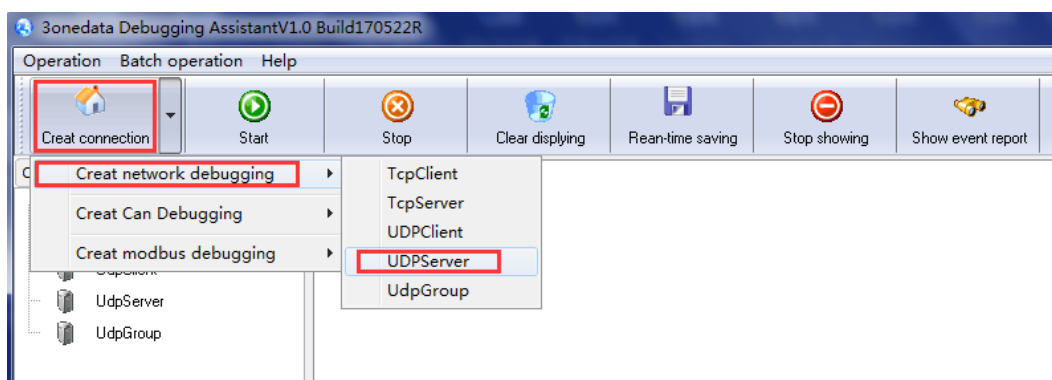 3onedata Debugging AssistantV1.0 Build170522R
Operation Batch operation Help
Creat connection Start Stop Clear displying Rean-time saving Stop showing Show event report
Creat network debugging
Creat Can Debugging
Creat modbus debugging
TcpClient
TcpServer
UDPClient
UDPServer
UdpGroup
UdpServer
UdpGroup